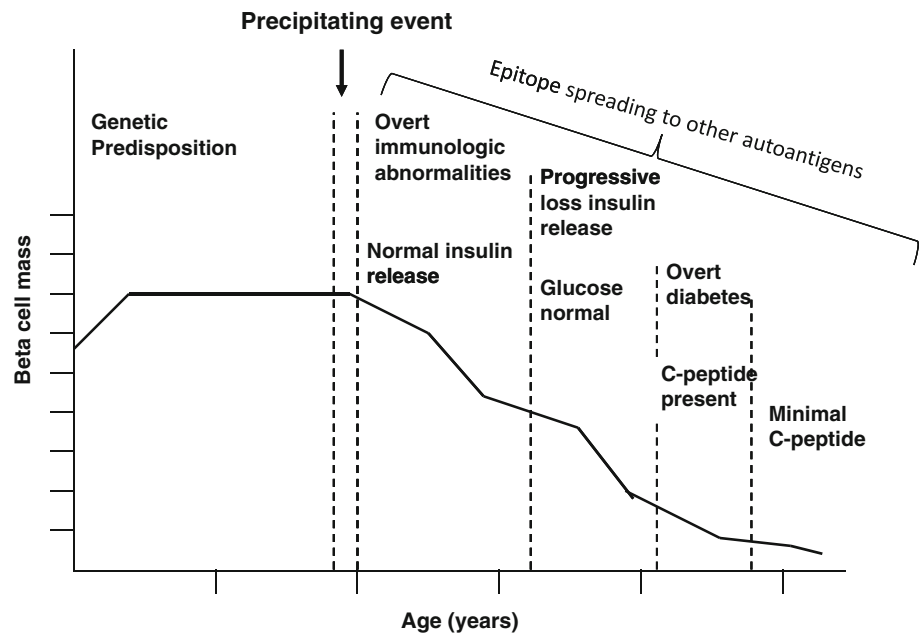 Precipitating event
Epitope spreading to other autoantigens
Genetic
Predisposition
Overt
immunologic
abnormalities
Normal insulin
release
Progressive
loss insulin
release
Glucose
normal
Overt
diabetes
C-peptide
present
Minimal
C-peptide
Beta cell mass
Age (years)